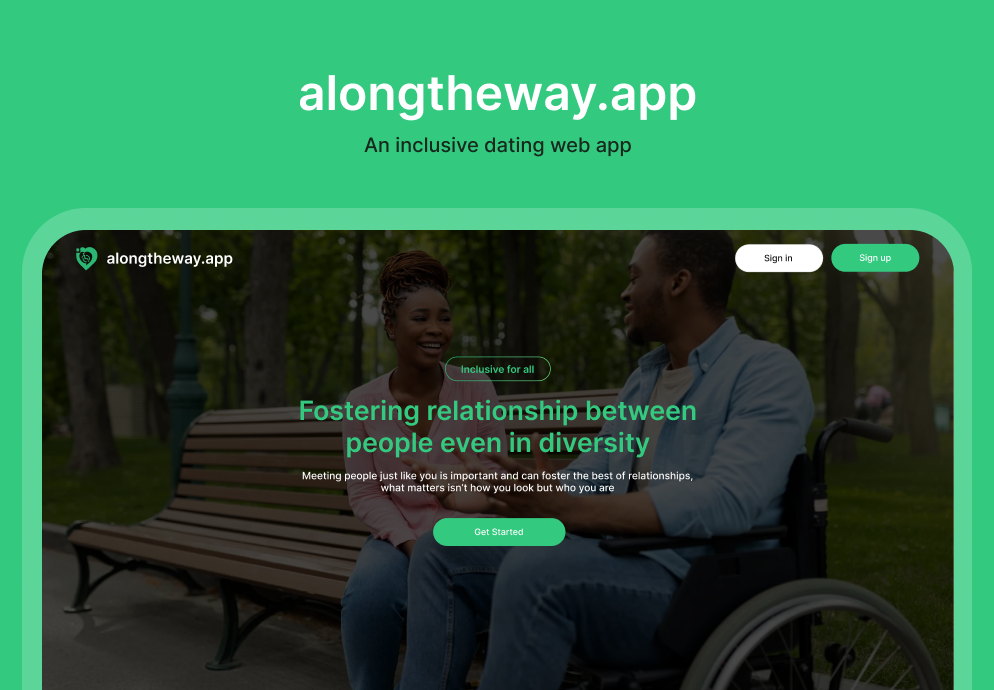 alongtheway.app
An inclusive dating web app
alongtheway.app
Sign in
Sign up
Inclusive for all
Fostering relationship between
people even in diversity
Meeting people just like you is important and can foster the best of relationships,
what matters isn't how you look but who you are
Get Started